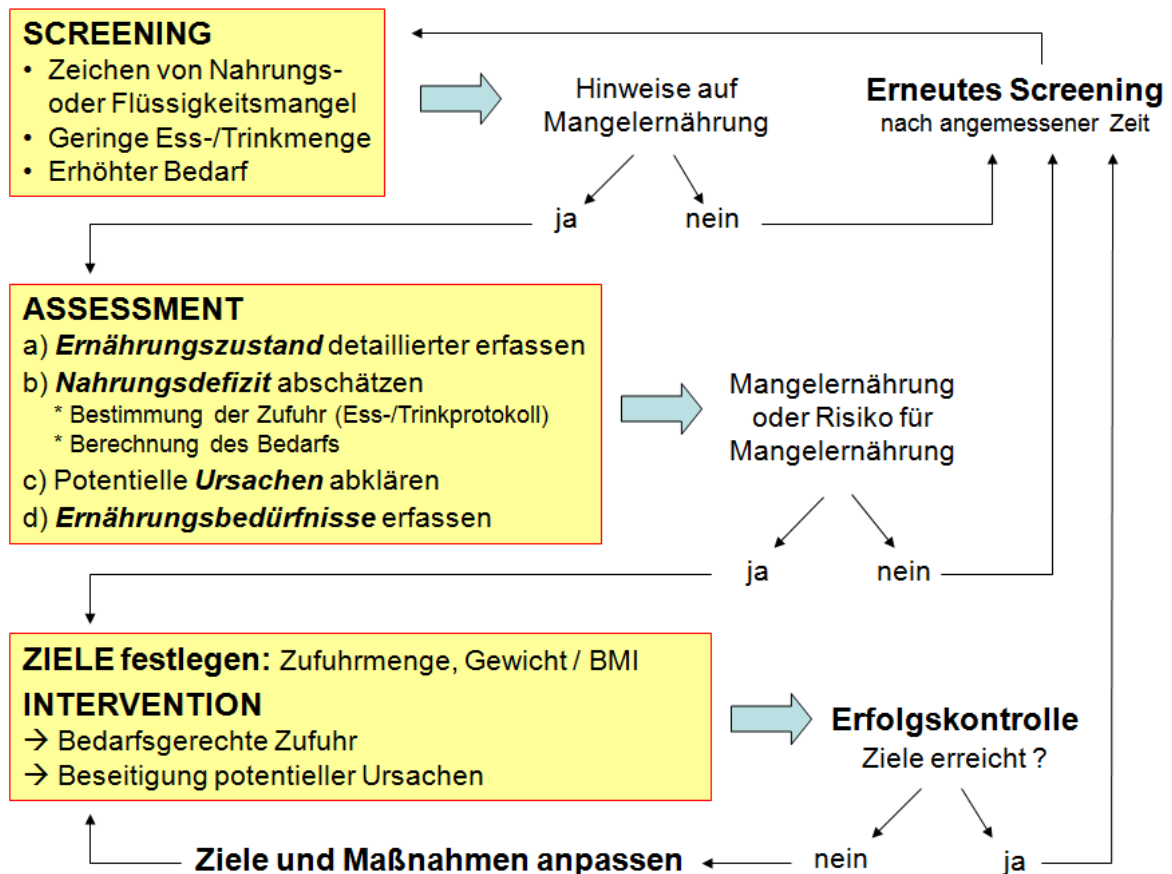 SCREENING
• Zeichen von Nahrungs-
oder Flüssigkeitsmangel
• Geringe Ess-/Trinkmenge
• Erhöhter Bedarf
Hinweise auf
Mangelernährung
Erneutes Screening
nach angemessener Zeit
ja
nein
ASSESSMENT
a) Ernährungszustand detaillierter erfassen
b) Nahrungsdefizit abschätzen
* Bestimmung der Zufuhr (Ess-/Trinkprotokoll)
* Berechnung des Bedarfs
c) Potentielle Ursachen abklären
d) Ernährungsbedürfnisse erfassen
Mangelernährung
oder Risiko für
Mangelernährung
ja
nein
ZIELE festlegen: Zufuhrmenge, Gewicht / BMI
INTERVENTION
→ Bedarfsgerechte Zufuhr
→ Beseitigung potentieller Ursachen
Erfolgskontrolle
Ziele erreicht ?
nein
ja
Ziele und Maßnahmen anpassen